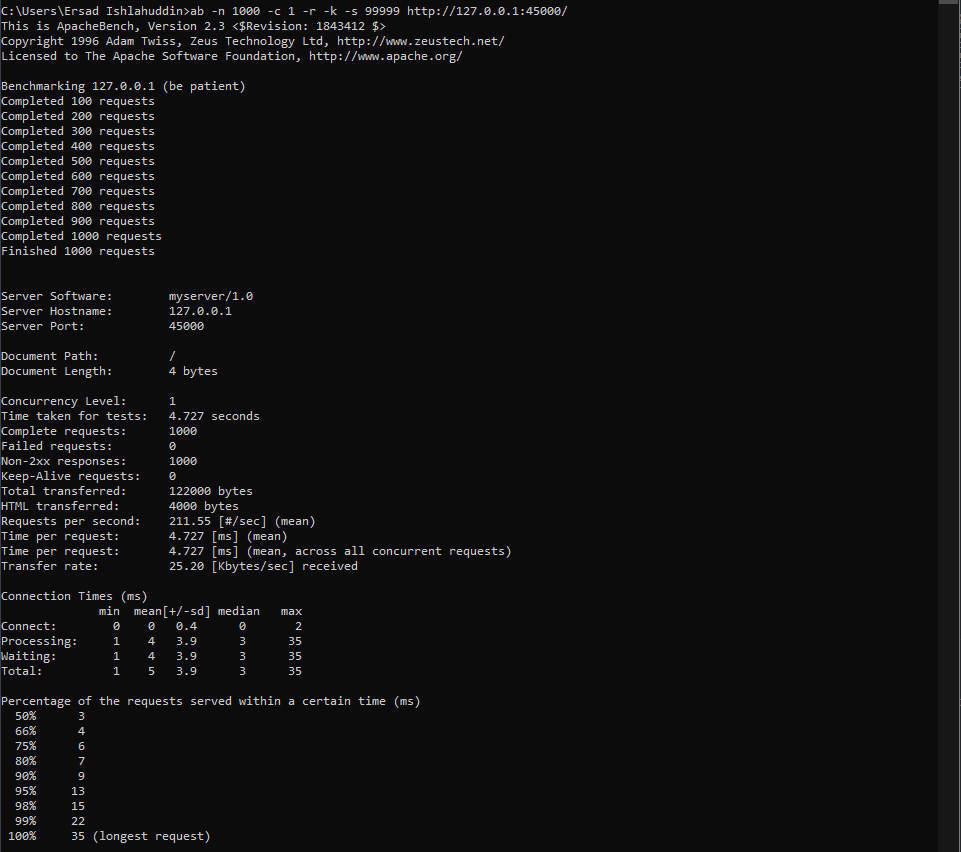 C:\Users\Ersad Ishlahuddin>ab -n 1000 -c 1 -r -k -s 99999 http://127.0.0.1:45000/
This is ApacheBench, Version 2.3 <$Revision: 1843412 $>
Copyright 1996 Adam Twiss, Zeus Technology Ltd, http://www.zeustech.net/
Licensed to The Apache Software Foundation, http://www.apache.org/

Benchmarking 127.0.0.1 (be patient)
Completed 100 requests
Completed 200 requests
Completed 300 requests
Completed 400 requests
Completed 500 requests
Completed 600 requests
Completed 700 requests
Completed 800 requests
Completed 900 requests
Completed 1000 requests
Finished 1000 requests


Server Software:        myserver/1.0
Server Hostname:        127.0.0.1
Server Port:            45000

Document Path:          /
Document Length:        4 bytes

Concurrency Level:      1
Time taken for tests:   4.727 seconds
Complete requests:      1000
Failed requests:        0
Non-2xx responses:      1000
Keep-Alive requests:    0
Total transferred:      122000 bytes
HTML transferred:       4000 bytes
Requests per second:    211.55 [#/sec] (mean)
Time per request:       4.727 [ms] (mean)
Time per request:       4.727 [ms] (mean, across all concurrent requests)
Transfer rate:          25.20 [Kbytes/sec] received

Connection Times (ms)
              min  mean[+/-sd] median   max
Connect:        0    0   0.4      0       2
Processing:     1    4   3.9      3      35
Waiting:        1    4   3.9      3      35
Total:          1    5   3.9      3      35

Percentage of the requests served within a certain time (ms)
  50%      3
  66%      4
  75%      6
  80%      7
  90%      9
  95%     13
  98%     15
  99%     22
 100%     35 (longest request)